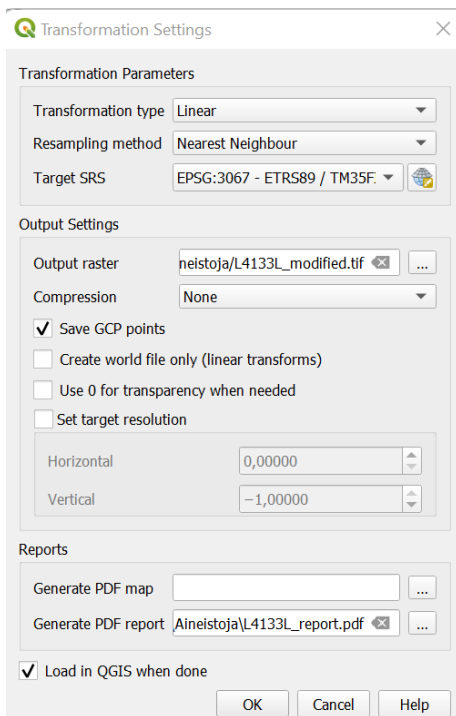 Transformation Settings
Transformation Parameters
Transformation type Linear
Resampling method Nearest Neighbour
Target SRS EPSG:3067 - ETRS89 / TM35F
Output Settings
Output raster neistoja/L4133L_modified.tif ...
Compression None
Save GCP points
Create world file only (linear transforms)
Use 0 for transparency when needed
Set target resolution
Horizontal 0,00000
Vertical −1,00000
Reports
Generate PDF map ...
Generate PDF report Aineistoja\L4133L_report.pdf ...
Load in QGIS when done
OK Cancel Help